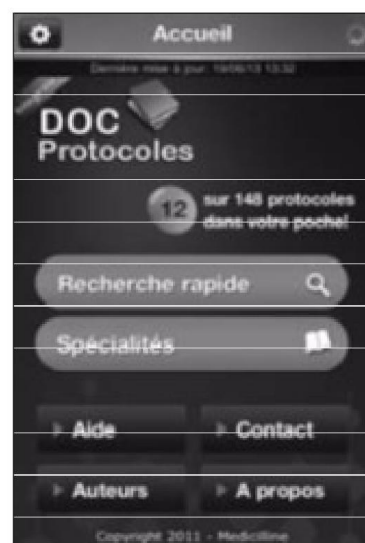 Accueil
Dernière mise à jour: 19/06/13 13:32
DOC
Protocoles
12
sur 148 protocoles
dans votre poche!
Recherche rapide
Spécialités
Aide
Contact
Auteurs
A propos
Copyright 2011 - Medicilline